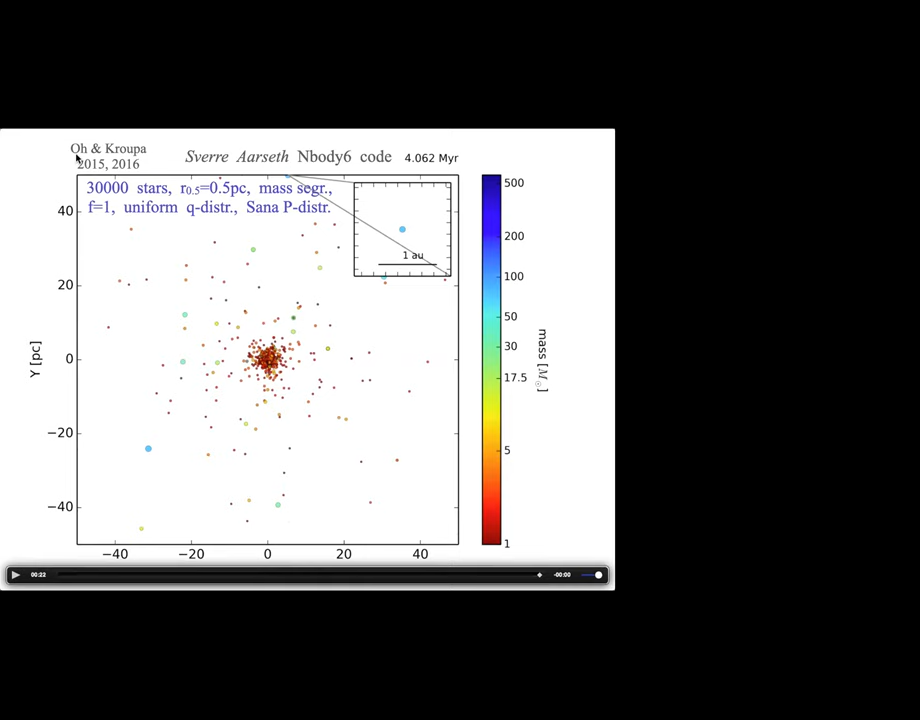 Oh & Kroupa
2015, 2016
Sverre Aarseth Nbody6 code 4.062 Myr
30000 stars, r0.5=0.5pc, mass segr.,
f=1, uniform q-distr., Sana P-distr.
1 au
Y [pc]
40
20
0
−20
−40
−40 −20 0 20 40
500
200
100
50
30
17.5
5
1
mass [M☉]
00:22
-00:00